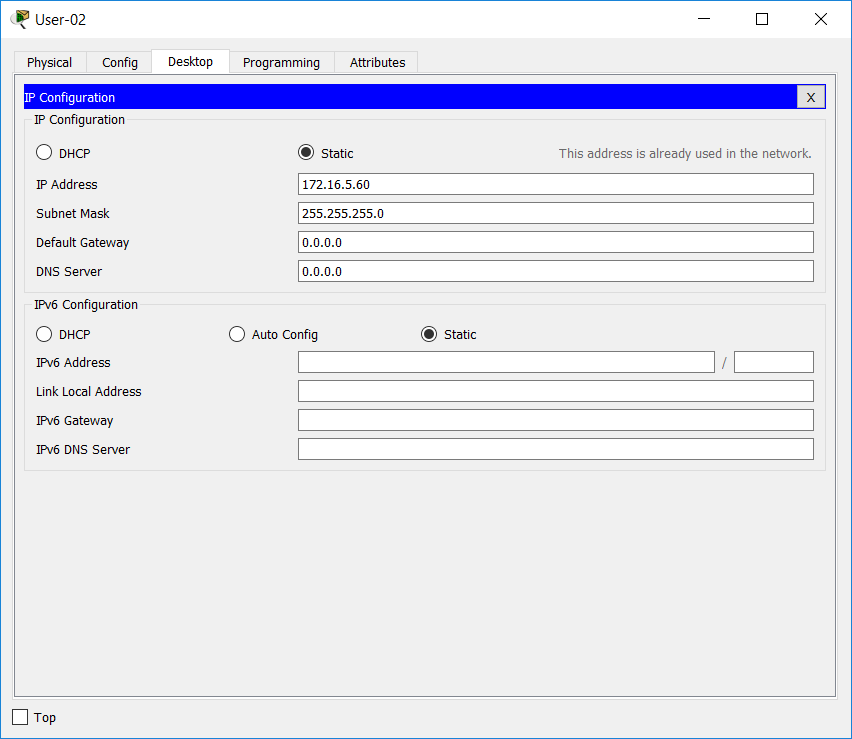 User-02
Physical Config Desktop Programming Attributes
IP Configuration X
IP Configuration
DHCP Static This address is already used in the network.
IP Address 172.16.5.60
Subnet Mask 255.255.255.0
Default Gateway 0.0.0.0
DNS Server 0.0.0.0
IPv6 Configuration
DHCP Auto Config Static
IPv6 Address /
Link Local Address
IPv6 Gateway
IPv6 DNS Server
Top